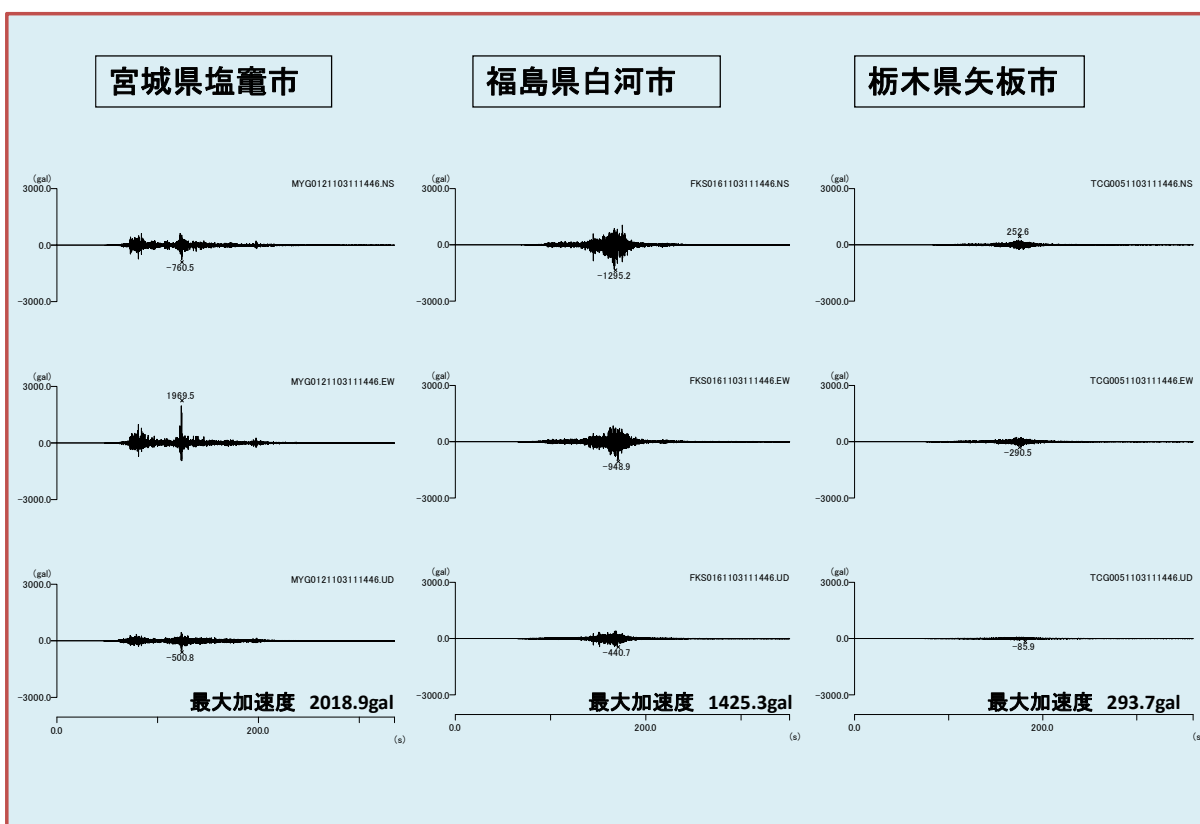 宮城県塩竈市
福島県白河市
栃木県矢板市
(gal)
3000.0
MYG0121103111446.NS
0.0
-760.5
-3000.0
(gal)
3000.0
MYG0121103111446.EW
1969.5
0.0
-3000.0
(gal)
3000.0
MYG0121103111446.UD
0.0
-500.8
-3000.0
最大加速度 2018.9gal
0.0
200.0
(s)
(gal)
3000.0
FKS0161103111446.NS
0.0
-1295.2
-3000.0
(gal)
3000.0
FKS0161103111446.EW
0.0
-948.9
-3000.0
(gal)
3000.0
FKS0161103111446.UD
0.0
-440.7
-3000.0
最大加速度 1425.3gal
0.0
200.0
(s)
(gal)
3000.0
TCG0051103111446.NS
252.6
0.0
-3000.0
(gal)
3000.0
TCG0051103111446.EW
0.0
-290.5
-3000.0
(gal)
3000.0
TCG0051103111446.UD
0.0
-85.9
-3000.0
最大加速度 293.7gal
0.0
200.0
(s